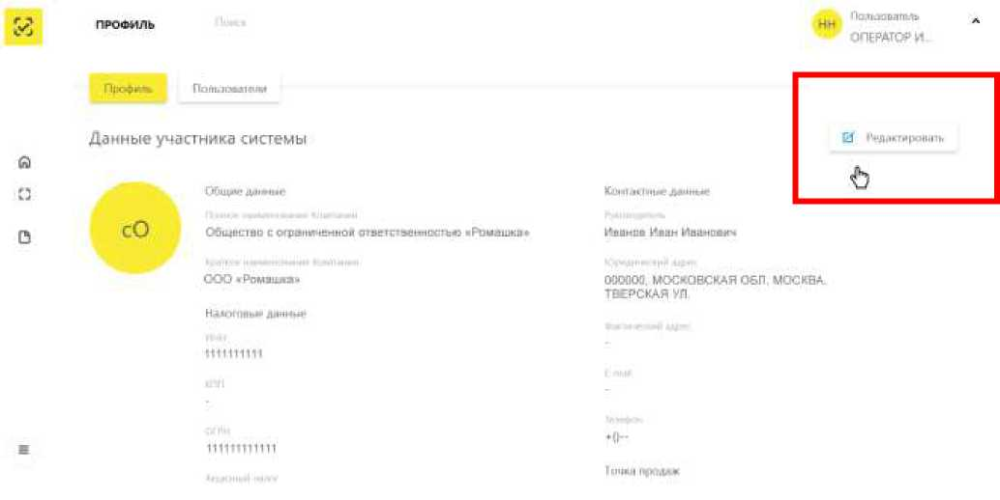 ПРОФИЛЬ
Поиск
НН
Пользователь
ОПЕРАТОР И...
Профиль
Пользователи
Данные участника системы
Редактировать
сО
Общие данные
Полное наименование Компании
Общество с ограниченной ответственностью «Ромашка»
Краткое наименование Компании
ООО «Ромашка»
Налоговые данные
ИНН
1111111111
КПП
-
ОГРН
111111111111
Акцизный налог
Контактные данные
Руководитель
Иванов Иван Иванович
Юридический адрес
000000, МОСКОВСКАЯ ОБЛ, МОСКВА,
ТВЕРСКАЯ УЛ.
Фактический адрес
-
E-mail
-
Телефон
+()--
Точка продаж